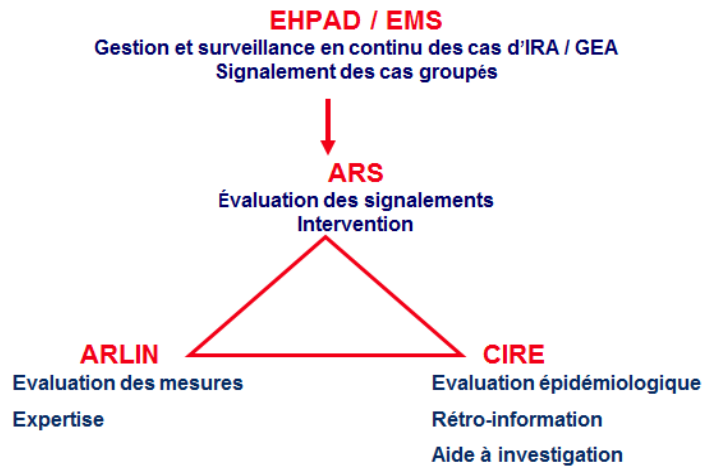 EHPAD / EMS
Gestion et surveillance en continu des cas d'IRA / GEA
Signalement des cas groupés
ARS
Évaluation des signalements
Intervention
ARLIN
Evaluation des mesures
Expertise
CIRE
Evaluation épidémiologique
Rétro-information
Aide à investigation